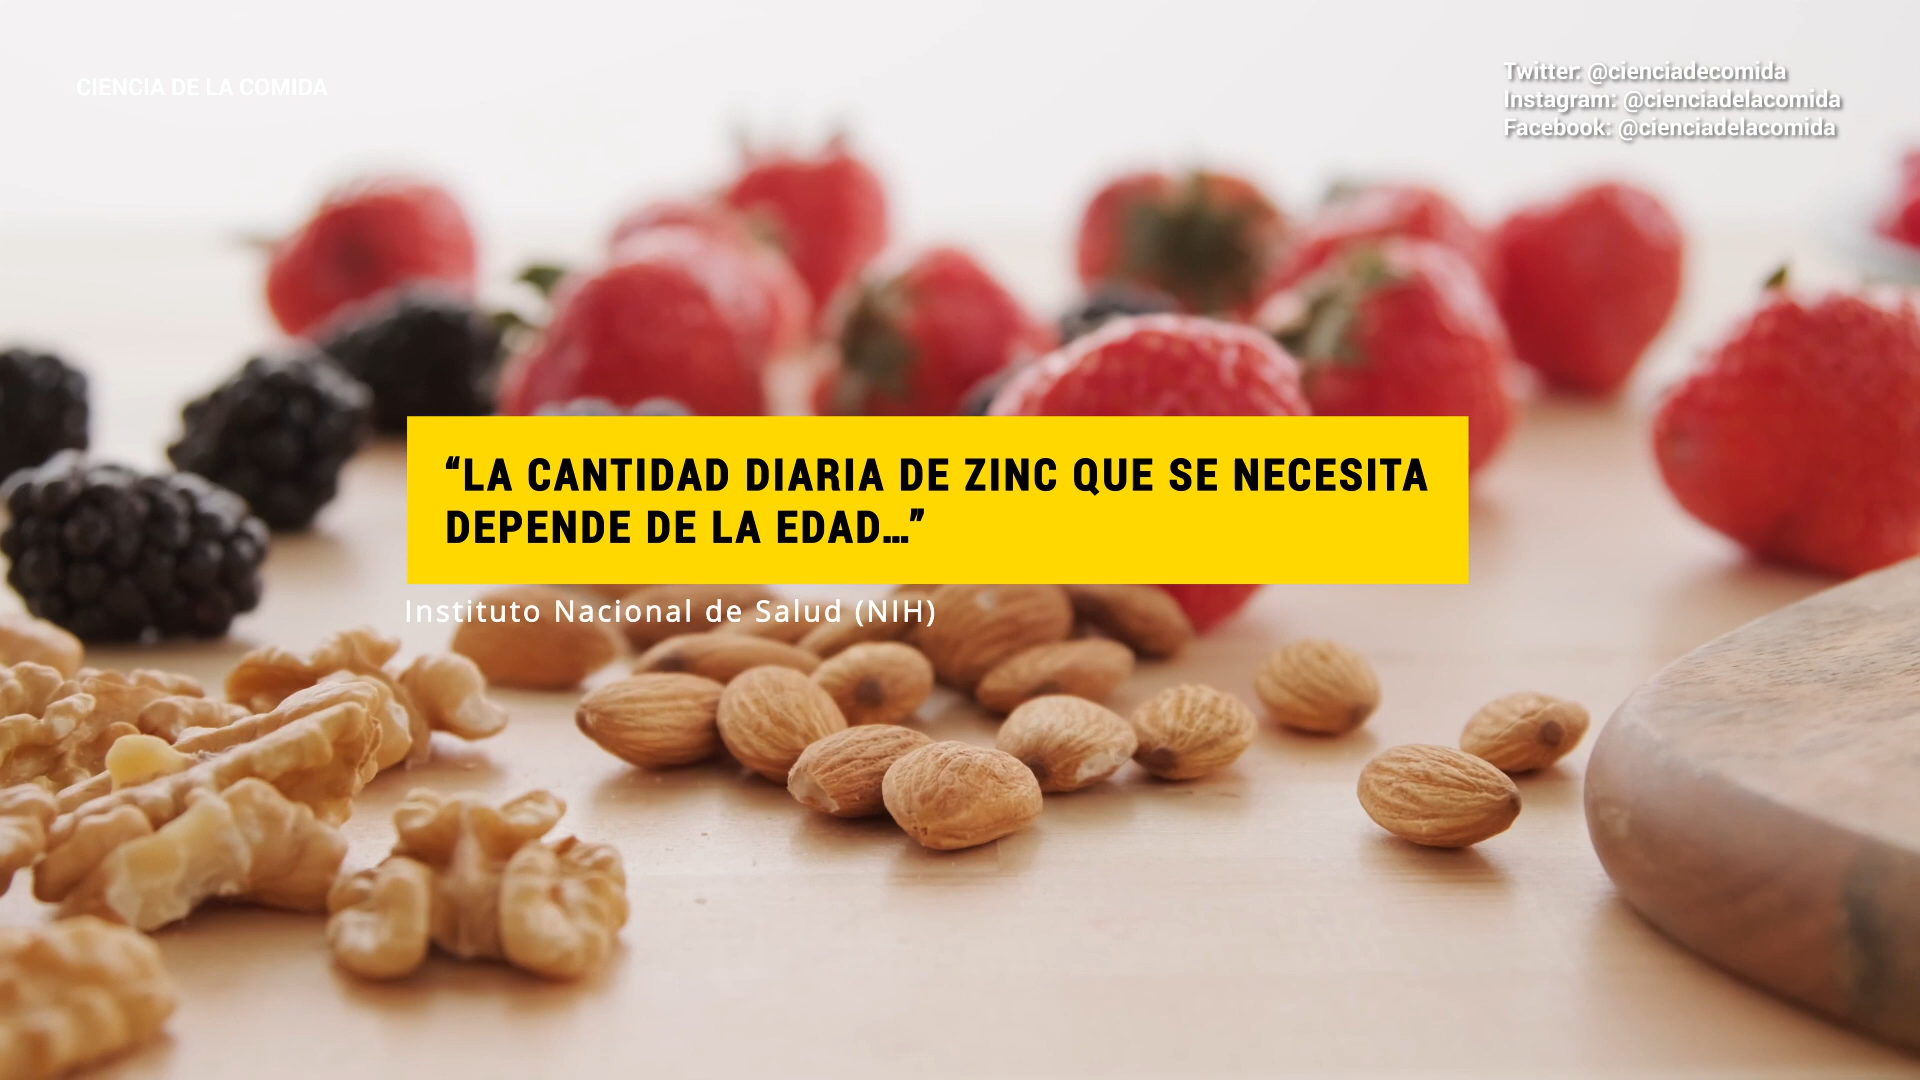 CIENCIA DE LA COMIDA
Twitter: @cienciadecomida
Instagram: @cienciadelacomida
Facebook: @cienciadelacomida
“LA CANTIDAD DIARIA DE ZINC QUE SE NECESITA
DEPENDE DE LA EDAD...”
Instituto Nacional de Salud (NIH)